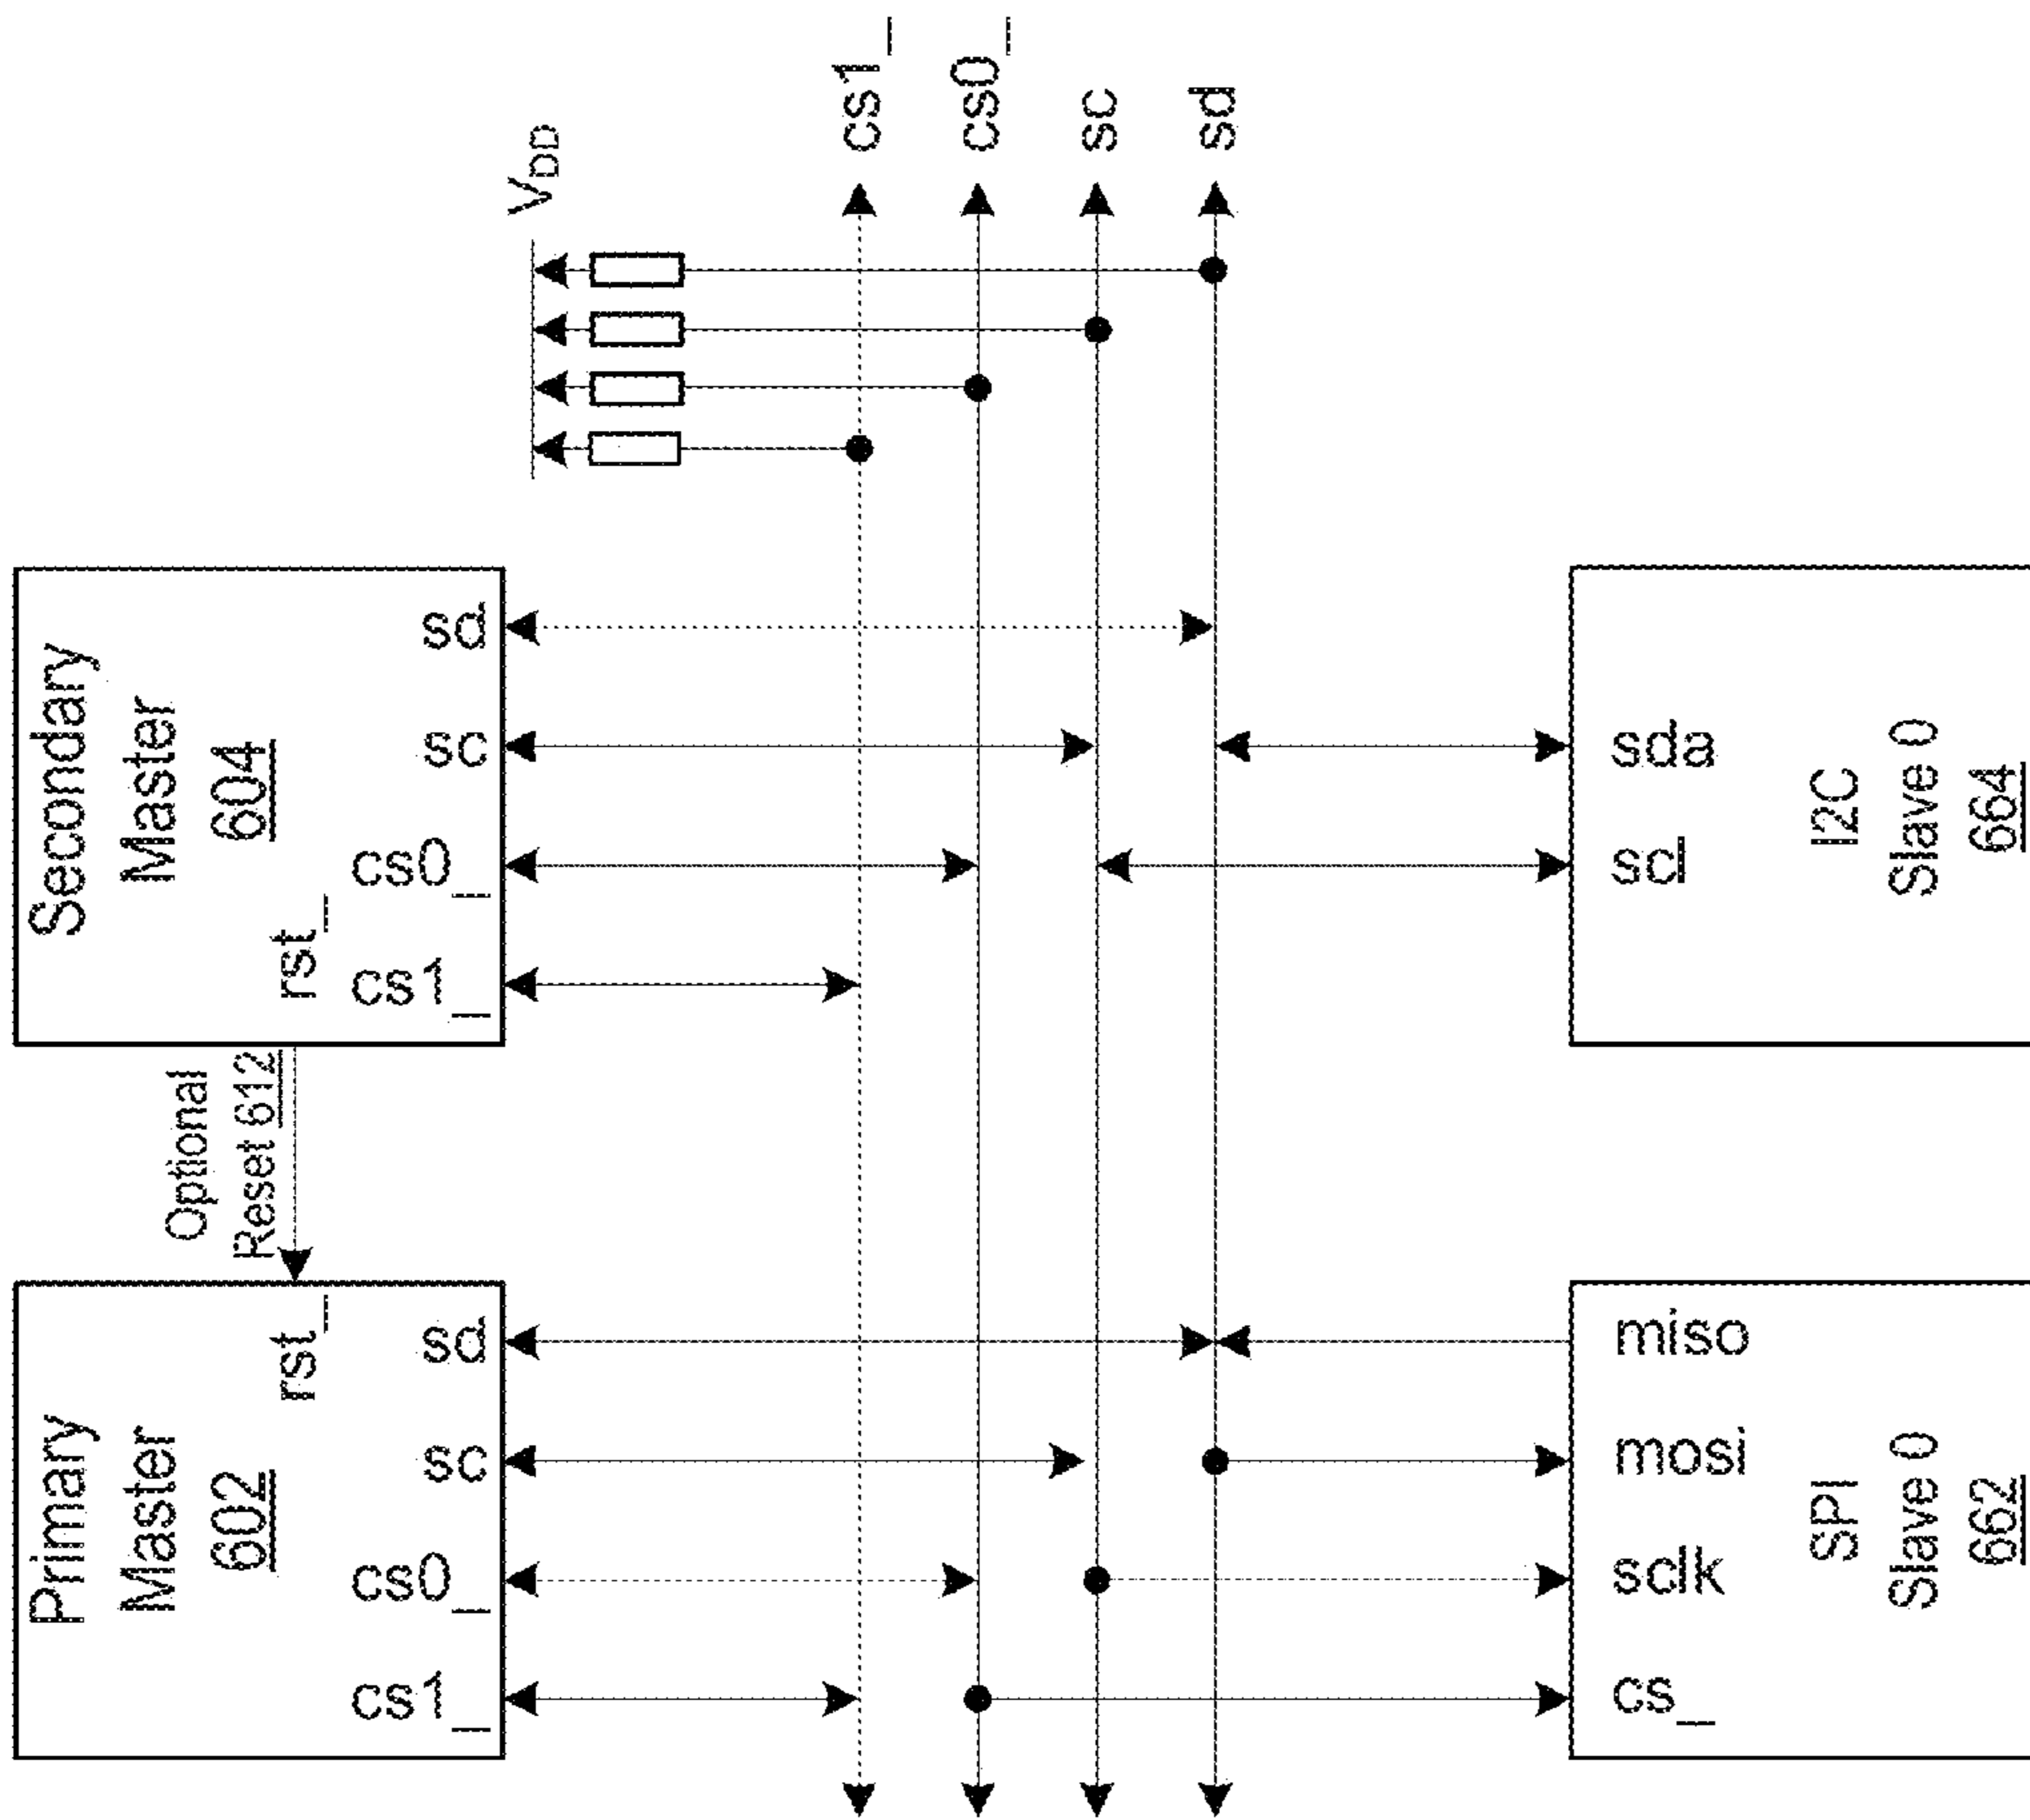 Primary
Master
602
rst_
sd
sc
cs0_
cs1_
Optional
Reset 612
Secondary
Master
604
rst_
sd
sc
cs0_
cs1_
VDD
cs1_
cs0_
sc
sd
miso
mosi
sclk
cs_
SPI
Slave 0
662
sda
scl
I2C
Slave 0
664